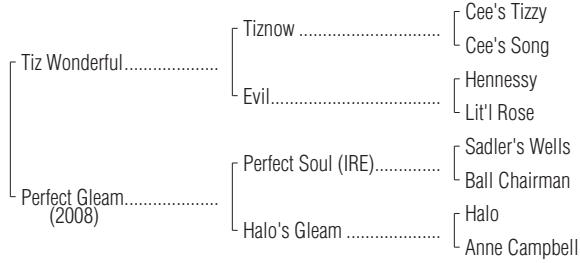 Cee's Tizzy
Tiznow ..............................
Cee's Song
Tiz Wonderful....................
Hennessy
Evil....................................
Lit'l Rose
Sadler's Wells
Perfect Soul (IRE)..............
Ball Chairman
Perfect Gleam....................
(2008)
Halo
Halo's Gleam ....................
Anne Campbell